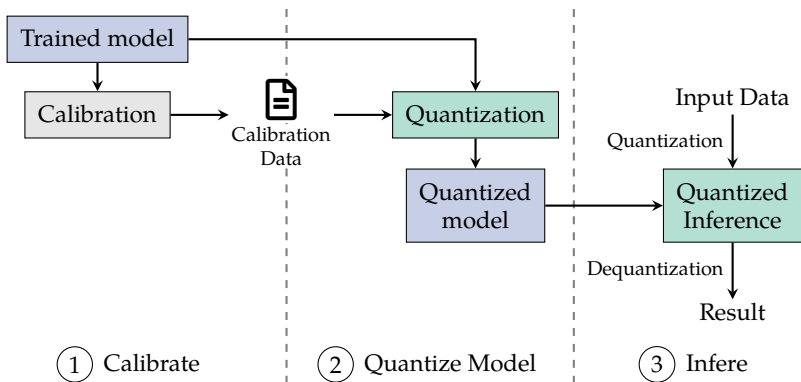 Trained model
Calibration
Calibration
Data
Quantization
Quantized
model
Input Data
Quantization
Quantized
Inference
Dequantization
Result
1 Calibrate
2 Quantize Model
3 Infere